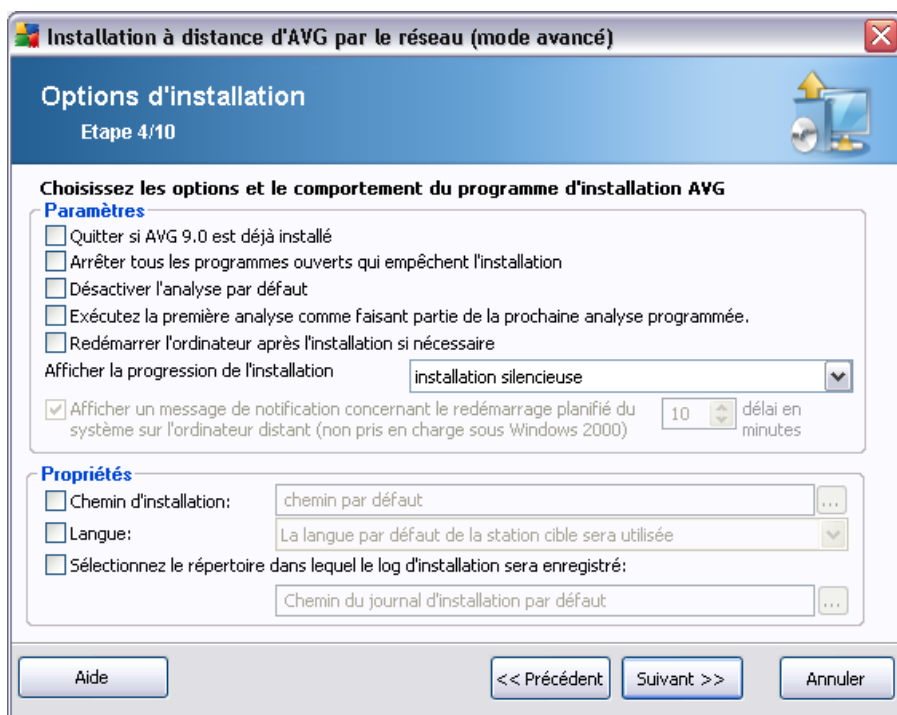 Installation à distance d'AVG par le réseau (mode avancé)
Options d'installation
Etape 4/10
Choisissez les options et le comportement du programme d'installation AVG
Paramètres
Quitter si AVG 9.0 est déjà installé
Arrêter tous les programmes ouverts qui empêchent l'installation
Désactiver l'analyse par défaut
Exécutez la première analyse comme faisant partie de la prochaine analyse programmée.
Redémarrer l'ordinateur après l'installation si nécessaire
Afficher la progression de l'installation
installation silencieuse
Afficher un message de notification concernant le redémarrage planifié du
système sur l'ordinateur distant (non pris en charge sous Windows 2000)
10
délai en
minutes
Propriétés
Chemin d'installation:
chemin par défaut
...
Langue:
La langue par défaut de la station cible sera utilisée
Sélectionnez le répertoire dans lequel le log d'installation sera enregistré:
Chemin du journal d'installation par défaut
...
Aide
<< Précédent
Suivant >>
Annuler